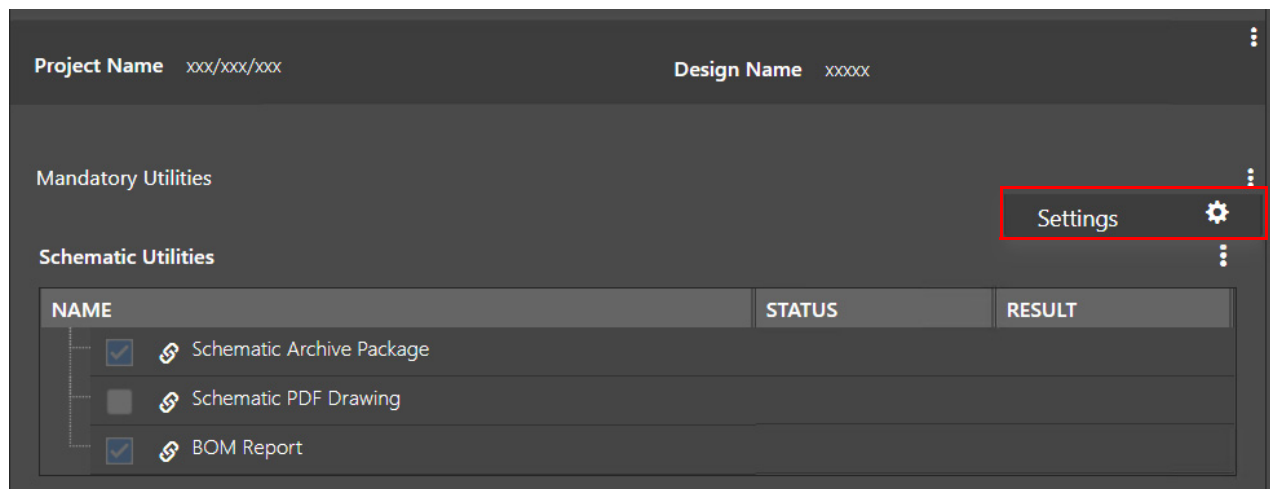 Project Name xxx/xxx/xxx Design Name xxxxx
Mandatory Utilities
Settings
Schematic Utilities
NAME STATUS RESULT
Schematic Archive Package
Schematic PDF Drawing
BOM Report